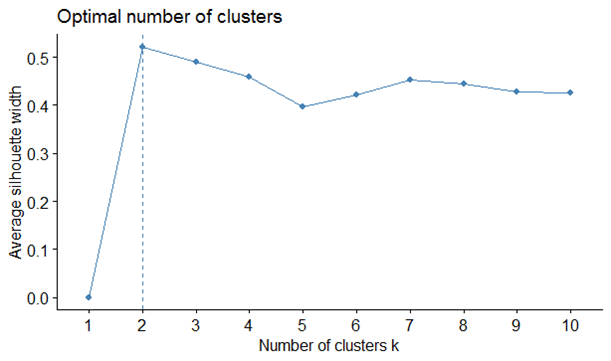 Optimal number of clusters
Average silhouette width
0.5
0.4
0.3
0.2
0.1
0.0
1 2 3 4 5 6 7 8 9 10
Number of clusters k